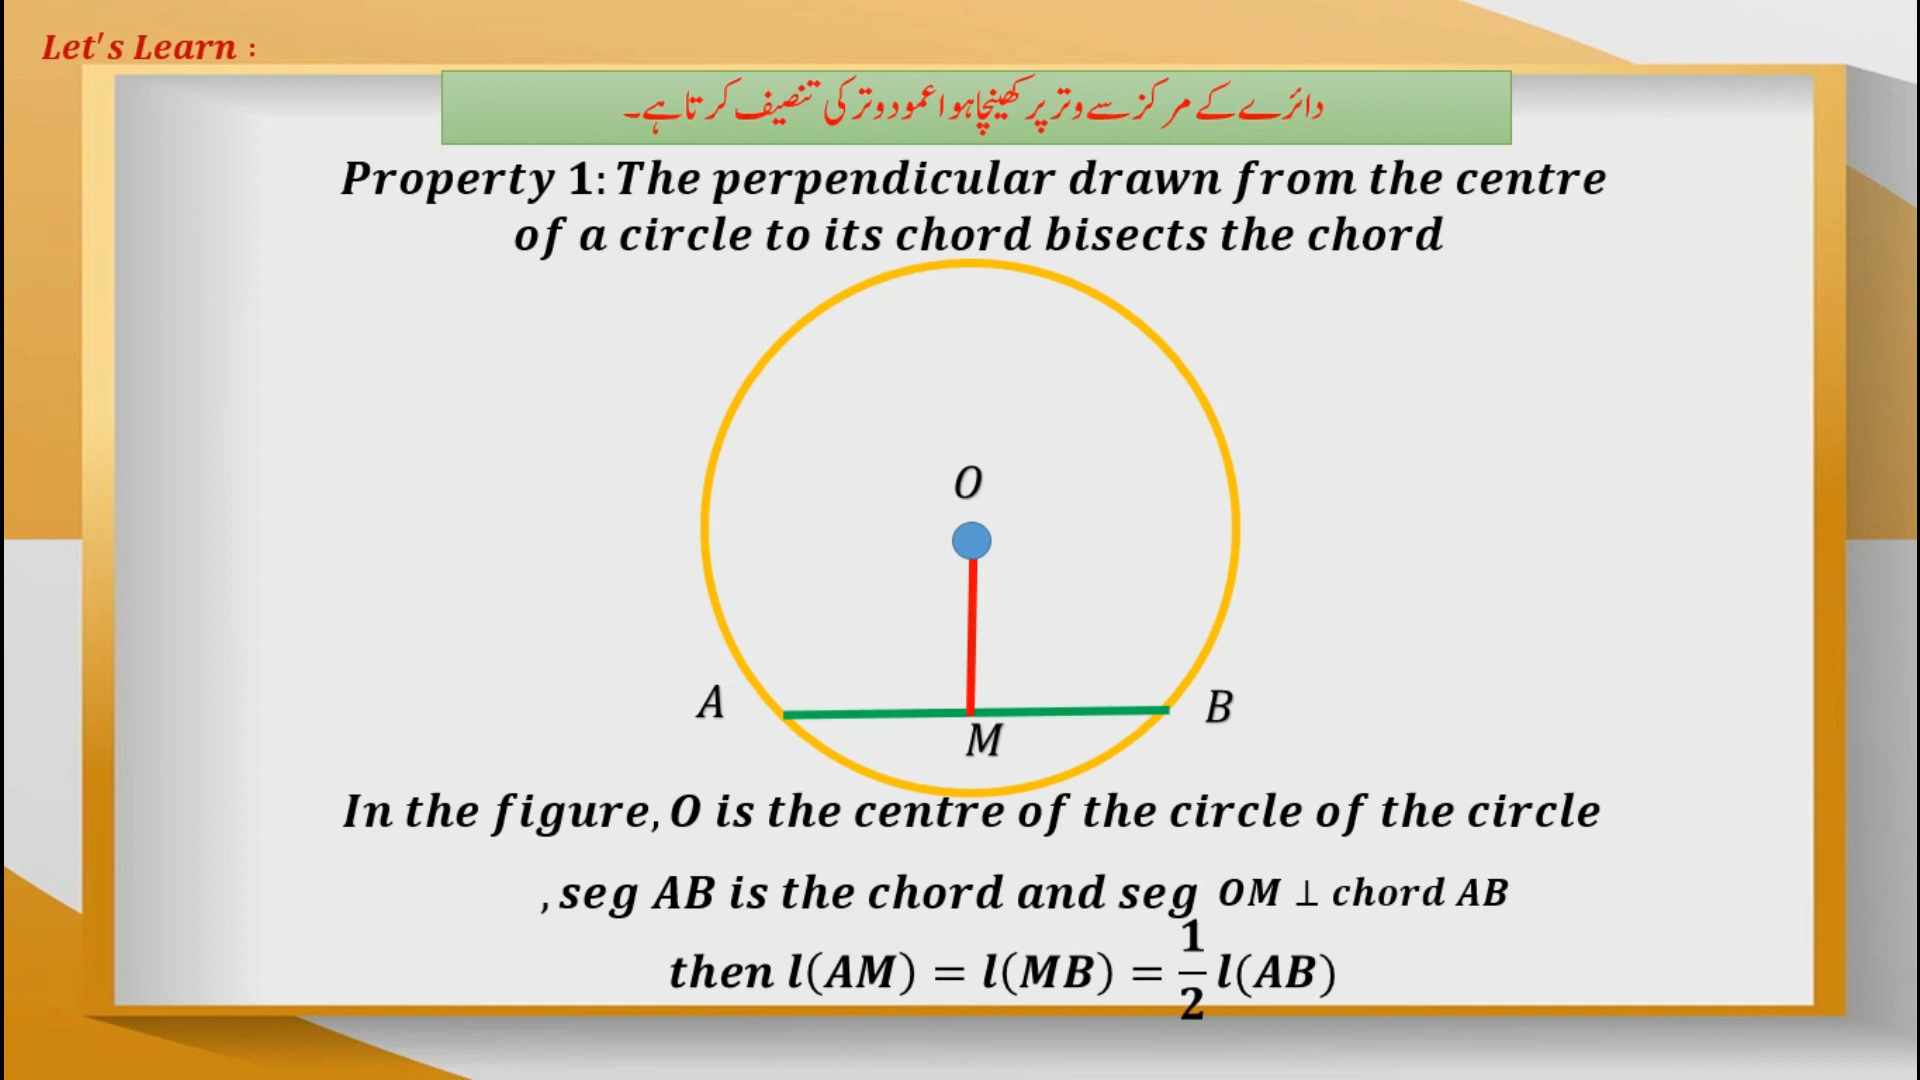 Let's Learn :
دائرے کے مرکز سے وتر پر کھینچا ہوا عمود وتر کی تنصیف کرتا ہے۔
Property 1: The perpendicular drawn from the centre
of a circle to its chord bisects the chord
O
A
B
M
In the figure, O is the centre of the circle of the circle
, seg AB is the chord and seg OM ⊥ chord AB
then l(AM) = l(MB) = 1/2 l(AB)